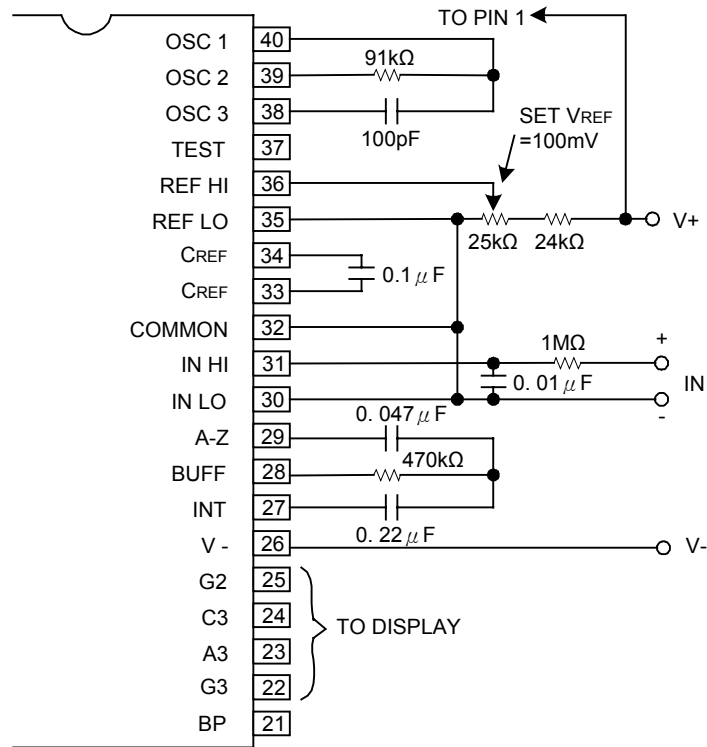 TO PIN 1
OSC 1 40
91kΩ
OSC 2 39
OSC 3 38
100pF
SET VREF
=100mV
TEST 37
REF HI 36
REF LO 35
25kΩ 24kΩ
V+
CREF 34
0.1μF
CREF 33
COMMON 32
1MΩ
+
IN HI 31
0. 01μF
IN
IN LO 30
-
0. 047μF
A-Z 29
470kΩ
BUFF 28
INT 27
0. 22μF
V - 26
V-
G2 25
C3 24
TO DISPLAY
A3 23
G3 22
BP 21